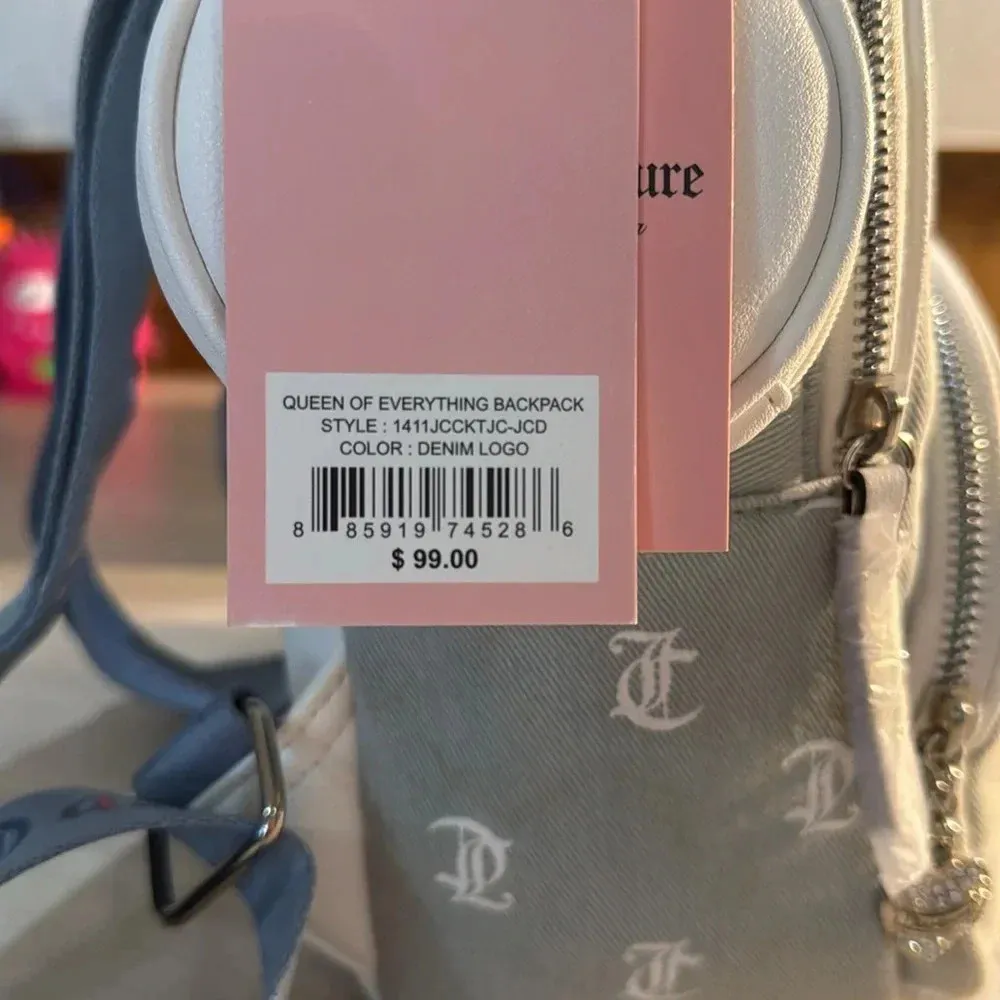 ure
QUEEN OF EVERYTHING BACKPACK
STYLE : 1411JCCKTJC-JCD
COLOR : DENIM LOGO
8 85919 74528 6
$ 99.00